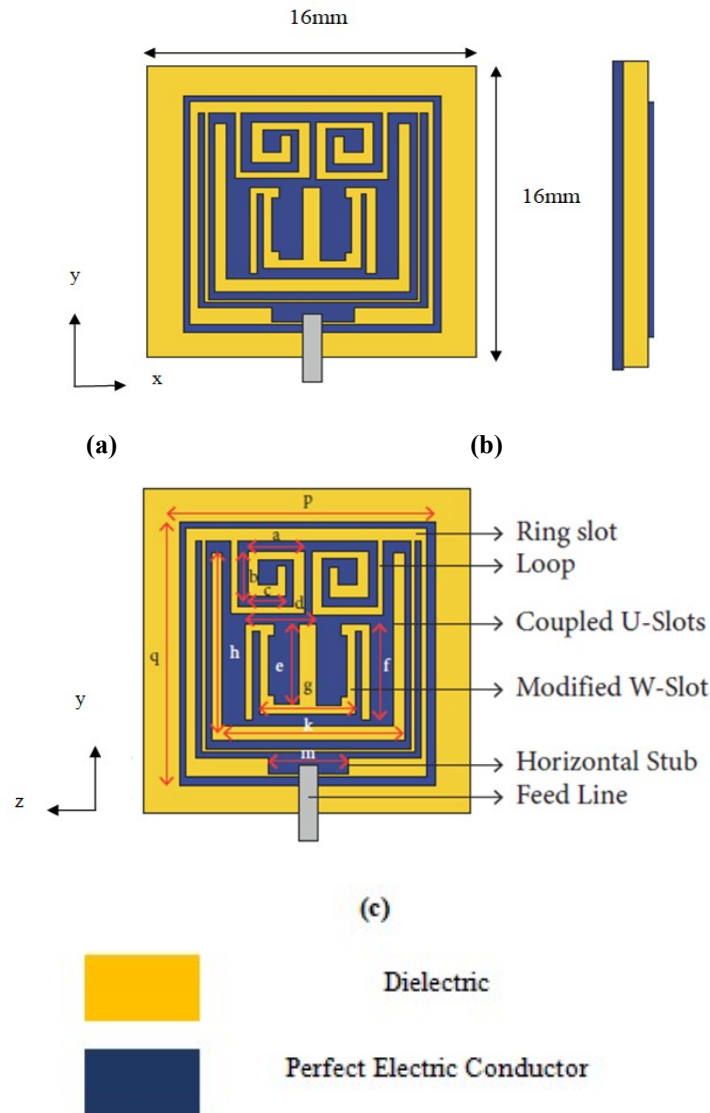 16mm
16mm
y
x
(a)
(b)
p
Ring slot
a
Loop
b
c
d
Coupled U-Slots
h
e
f
q
g
Modified W-Slot
k
y
m
Horizontal Stub
z
Feed Line
(c)
Dielectric
Perfect Electric Conductor